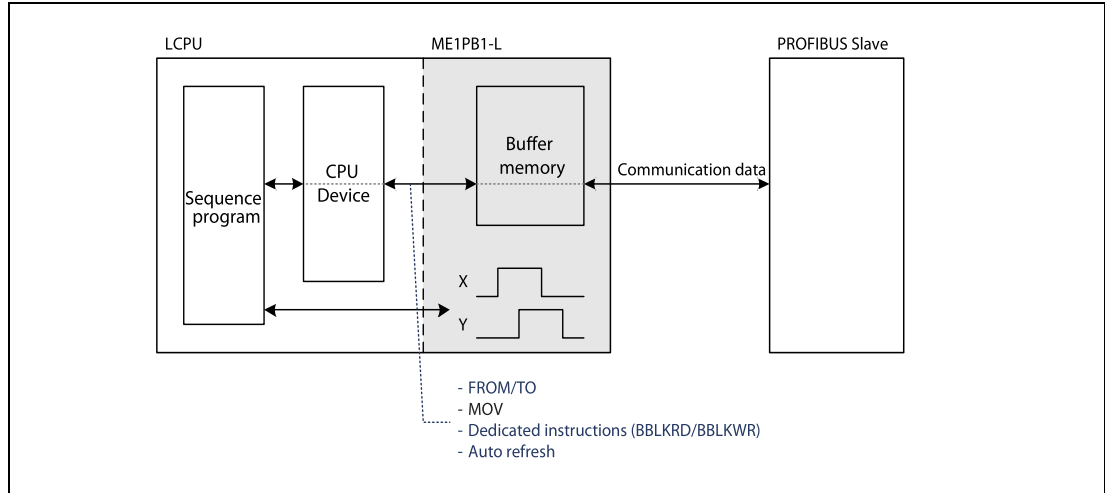 LCPU
ME1PB1-L
PROFIBUS Slave
Buffer
memory
Communication data
CPU
Device
Sequence
program
X
Y
- FROM/TO
- MOV
- Dedicated instructions (BBLKRD/BBLKWR)
- Auto refresh